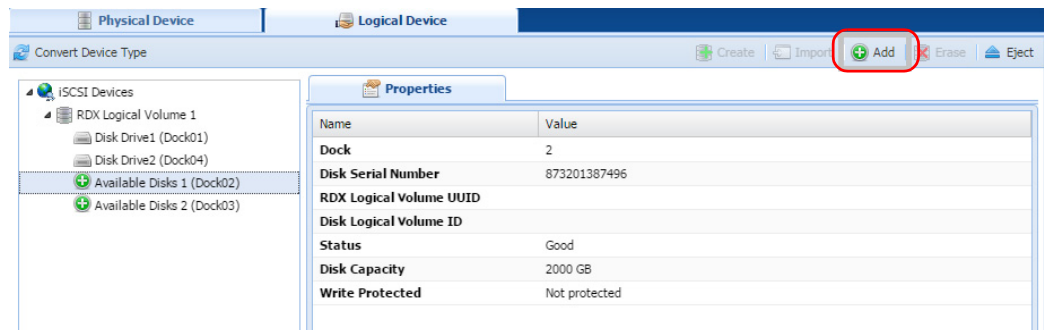 Physical Device
Logical Device
Convert Device Type
Create
Import
Add
Erase
Eject
iSCSI Devices
RDX Logical Volume 1
Disk Drive1 (Dock01)
Disk Drive2 (Dock04)
Available Disks 1 (Dock02)
Available Disks 2 (Dock03)
Properties
Name Value
Dock 2
Disk Serial Number 873201387496
RDX Logical Volume UUID
Disk Logical Volume ID
Status Good
Disk Capacity 2000 GB
Write Protected Not protected